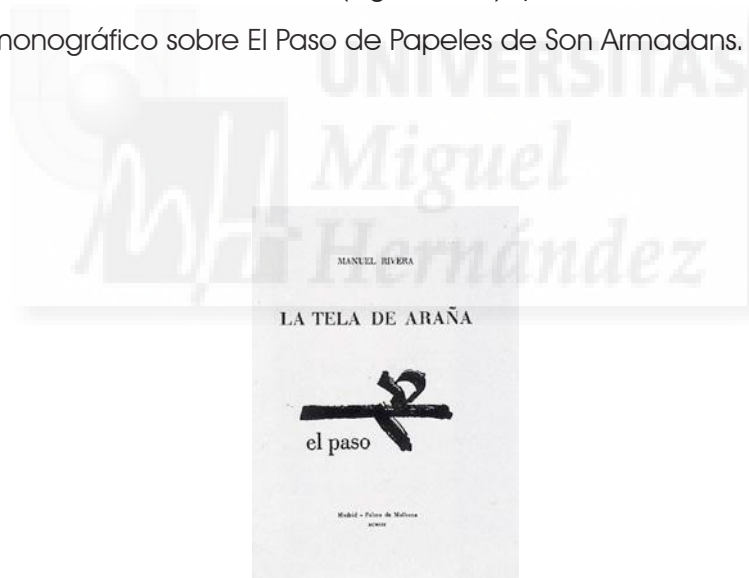 monográfico sobre El Paso de Papeles de Son Armadans.
UNIVERSITAS
Miguel
Hernández
MANUEL RIVERA
LA TELA DE ARAÑA
el paso
Madrid - Palma de Mallorca